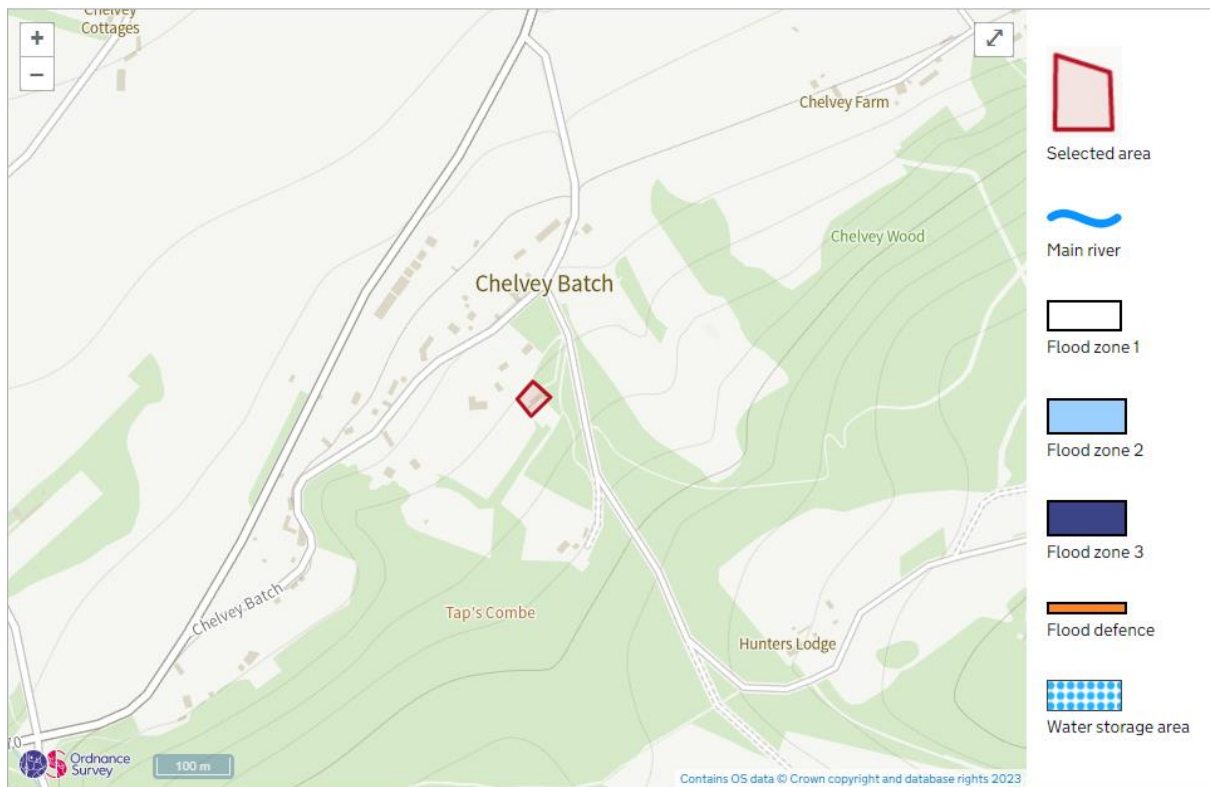 Chelvey
Cottages
+
−
Chelvey Farm
Chelvey Wood
Chelvey Batch
Chelvey Batch
Tap's Combe
Hunters Lodge
Ordnance
Survey
100 m
Contains OS data © Crown copyright and database rights 2023
Selected area
Main river
Flood zone 1
Flood zone 2
Flood zone 3
Flood defence
Water storage area